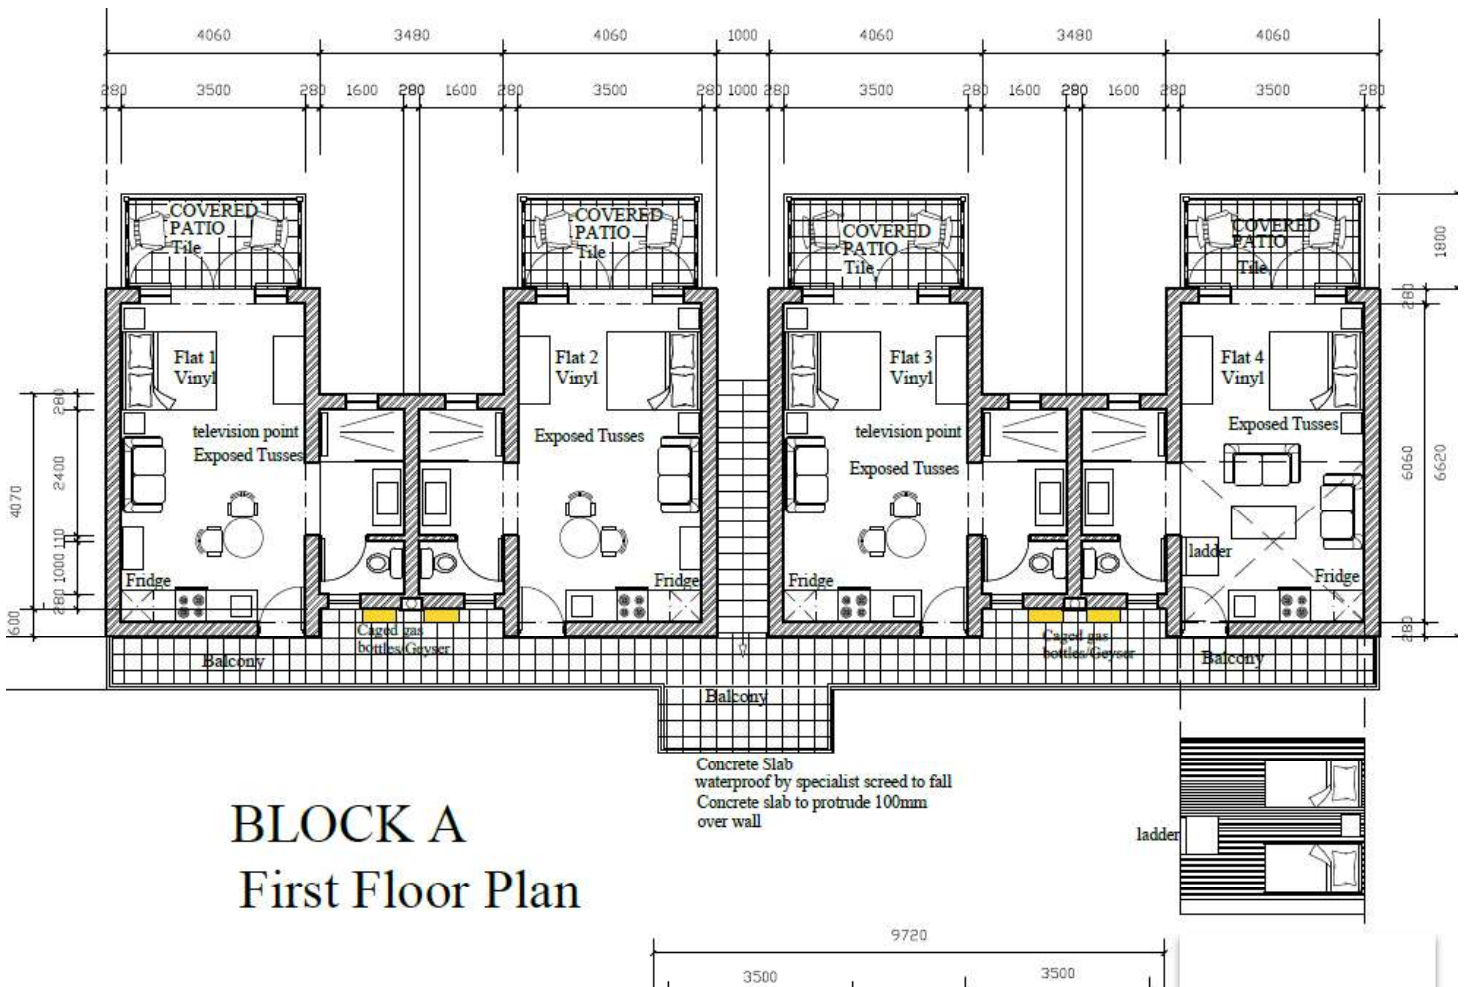 4060 3480 4060 1000 4060 3480 4060
280 3500 280 1600 280 1600 280 3500 280 1000 280 3500 280 1600 280 1600 280 3500 280
COVERED
PATIO
Tile
COVERED
PATIO
Tile
COVERED
PATIO
Tile
COVERED
PATIO
Tile
1800
280
Flat 1
Vinyl
Flat 2
Vinyl
Flat 3
Vinyl
Flat 4
Vinyl
television point
Exposed Tusses
Exposed Tusses
television point
Exposed Tusses
Exposed Tusses
280
2400
4070
110
1000
280
600
6060
6620
280
ladder
Fridge
Fridge
Fridge
Fridge
Caged gas
bottles/Geyser
Caged gas
bottles/Geyser
Balcony
Balcony
Balcony
Concrete Slab
waterproof by specialist screed to fall
Concrete slab to protrude 100mm
over wall
ladder
BLOCK A
First Floor Plan
9720
3500 3500